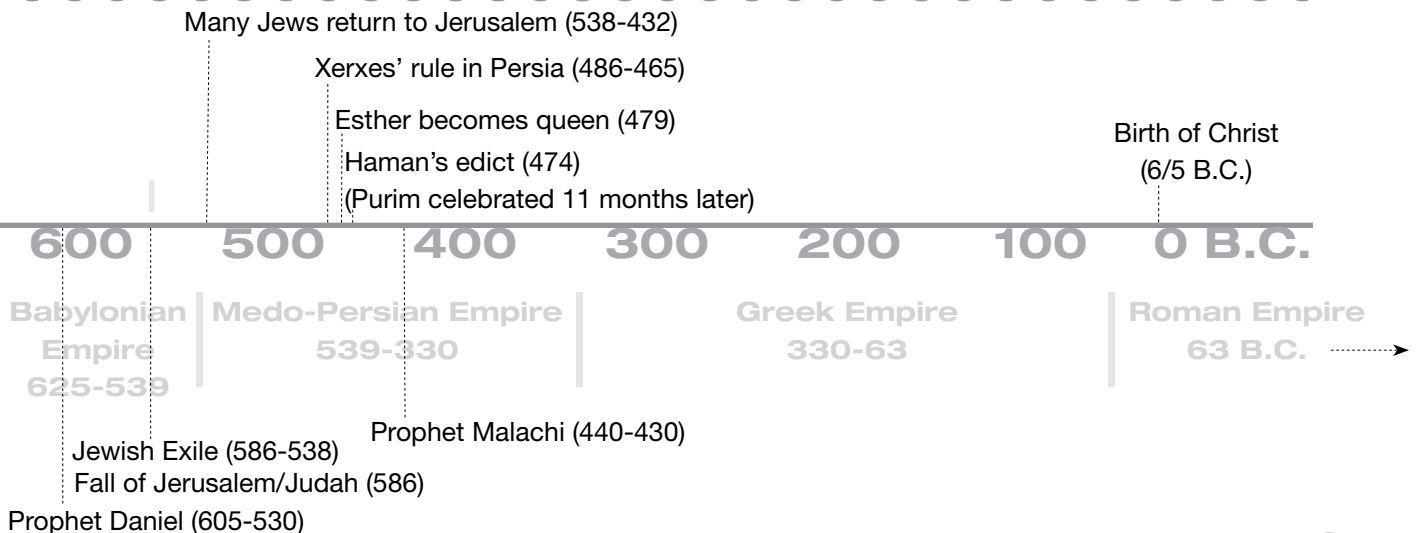 Many Jews return to Jerusalem (538-432)
Xerxes’ rule in Persia (486-465)
Esther becomes queen (479)
Haman’s edict (474)
(Purim celebrated 11 months later)
Birth of Christ
(6/5 B.C.)
600 500 400 300 200 100 0 B.C.
Babylonian
Empire
625-539
Medo-Persian Empire
539-330
Greek Empire
330-63
Roman Empire
63 B.C.
Prophet Malachi (440-430)
Jewish Exile (586-538)
Fall of Jerusalem/Judah (586)
Prophet Daniel (605-530)